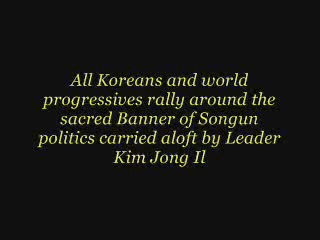 All Koreans and world
progressives rally around the
sacred Banner of Songun
politics carried aloft by Leader
Kim Jong Il